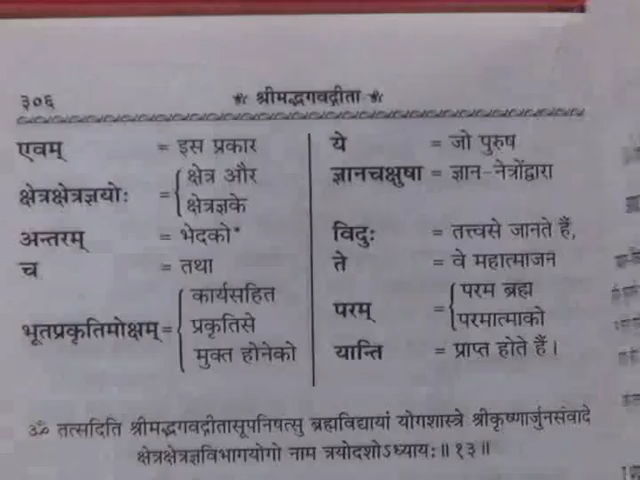 ३०६ श्रीमद्भगवद्गीता
एवम् = इस प्रकार
क्षेत्रक्षेत्रज्ञयोः = क्षेत्र और
क्षेत्रज्ञके
अन्तरम् = भेदको*
च = तथा
भूतप्रकृतिमोक्षम् = कार्यसहित
प्रकृतिसे
मुक्त होनेको
ये = जो पुरुष
ज्ञानचक्षुषा = ज्ञान-नेत्रोंद्वारा
विदुः = तत्त्वसे जानते हैं,
ते = वे महात्माजन
परम् = परम ब्रह्म
परमात्माको
यान्ति = प्राप्त होते हैं।
ॐ तत्सदिति श्रीमद्भगवद्गीतासूपनिषत्सु ब्रह्मविद्यायां योगशास्त्रे श्रीकृष्णार्जुनसंवादे
क्षेत्रक्षेत्रज्ञविभागयोगो नाम त्रयोदशोऽध्यायः॥ १३॥